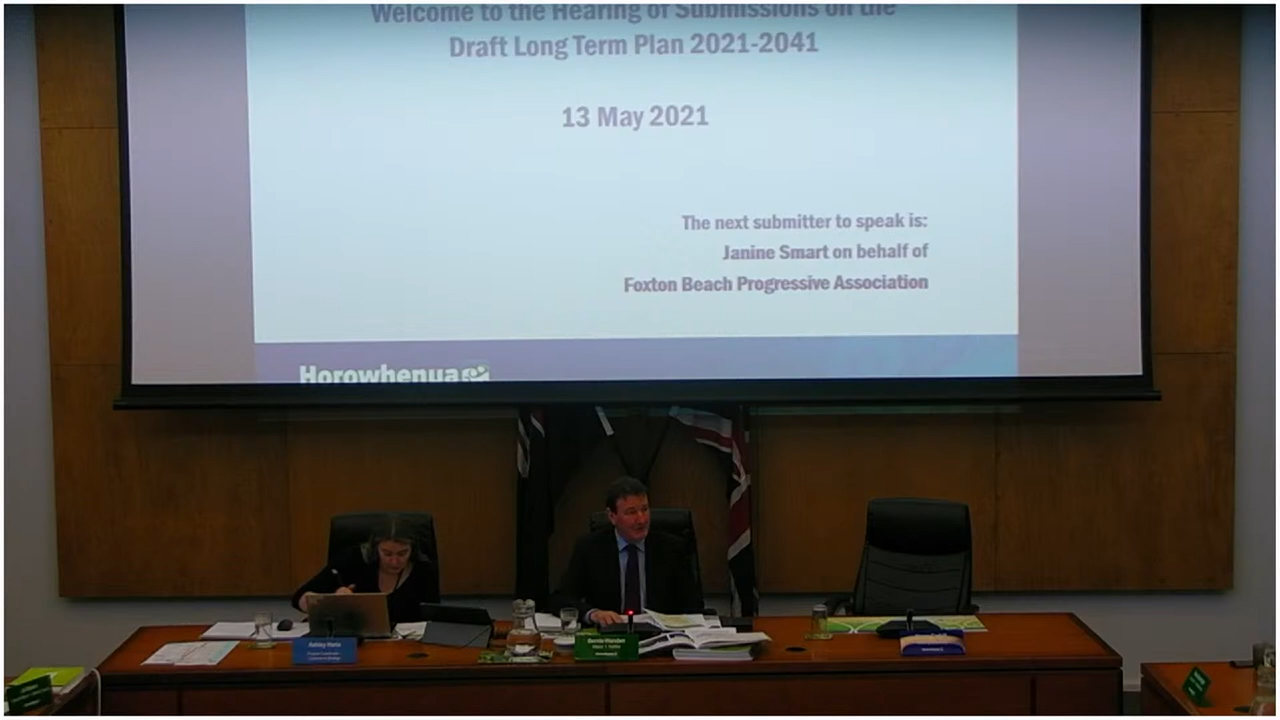 Welcome to the Hearing of Submissions on the
Draft Long Term Plan 2021-2041
13 May 2021
The next submitter to speak is:
Janine Smart on behalf of
Foxton Beach Progressive Association
Horowhenua